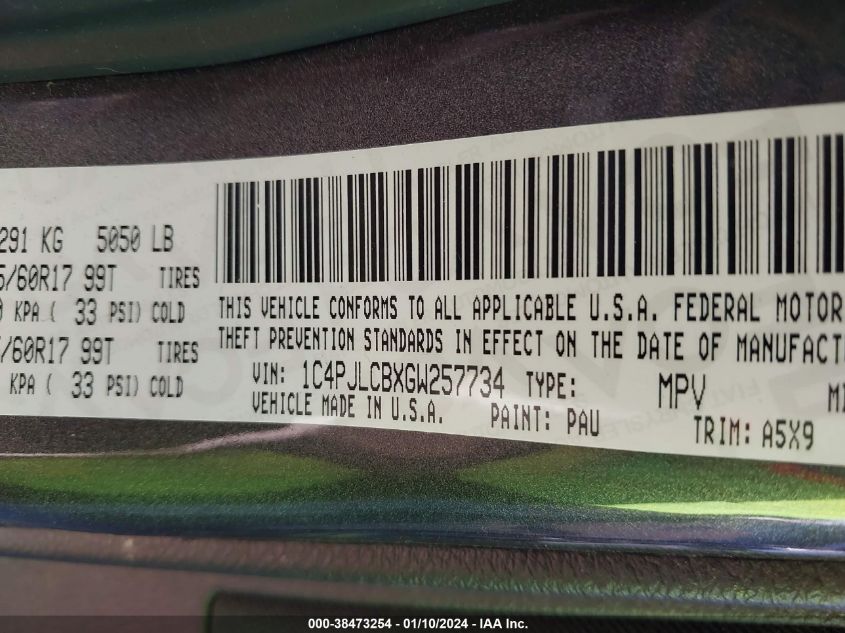 291 KG 5050 LB
/60R17 99T TIRES
KPA ( 33 PSI) COLD
/60R17 99T TIRES
KPA ( 33 PSI) COLD
THIS VEHICLE CONFORMS TO ALL APPLICABLE U.S.A. FEDERAL MOTOR
THEFT PREVENTION STANDARDS IN EFFECT ON THE DATE OF MANUFACT
VIN: 1C4PJLCBXGW257734 TYPE: MPV
VEHICLE MADE IN U.S.A. PAINT: PAU
TRIM: A5X9
000-38473254 - 01/10/2024 - IAA Inc.